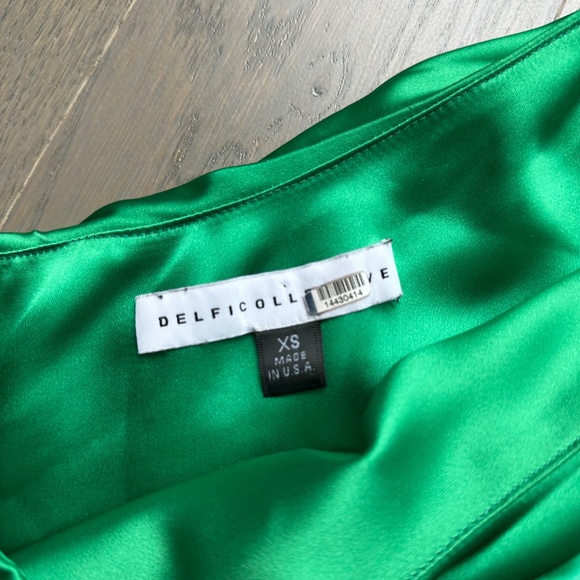 DELFICOLL VE
14430414
XS
MADE
IN U.S.A.